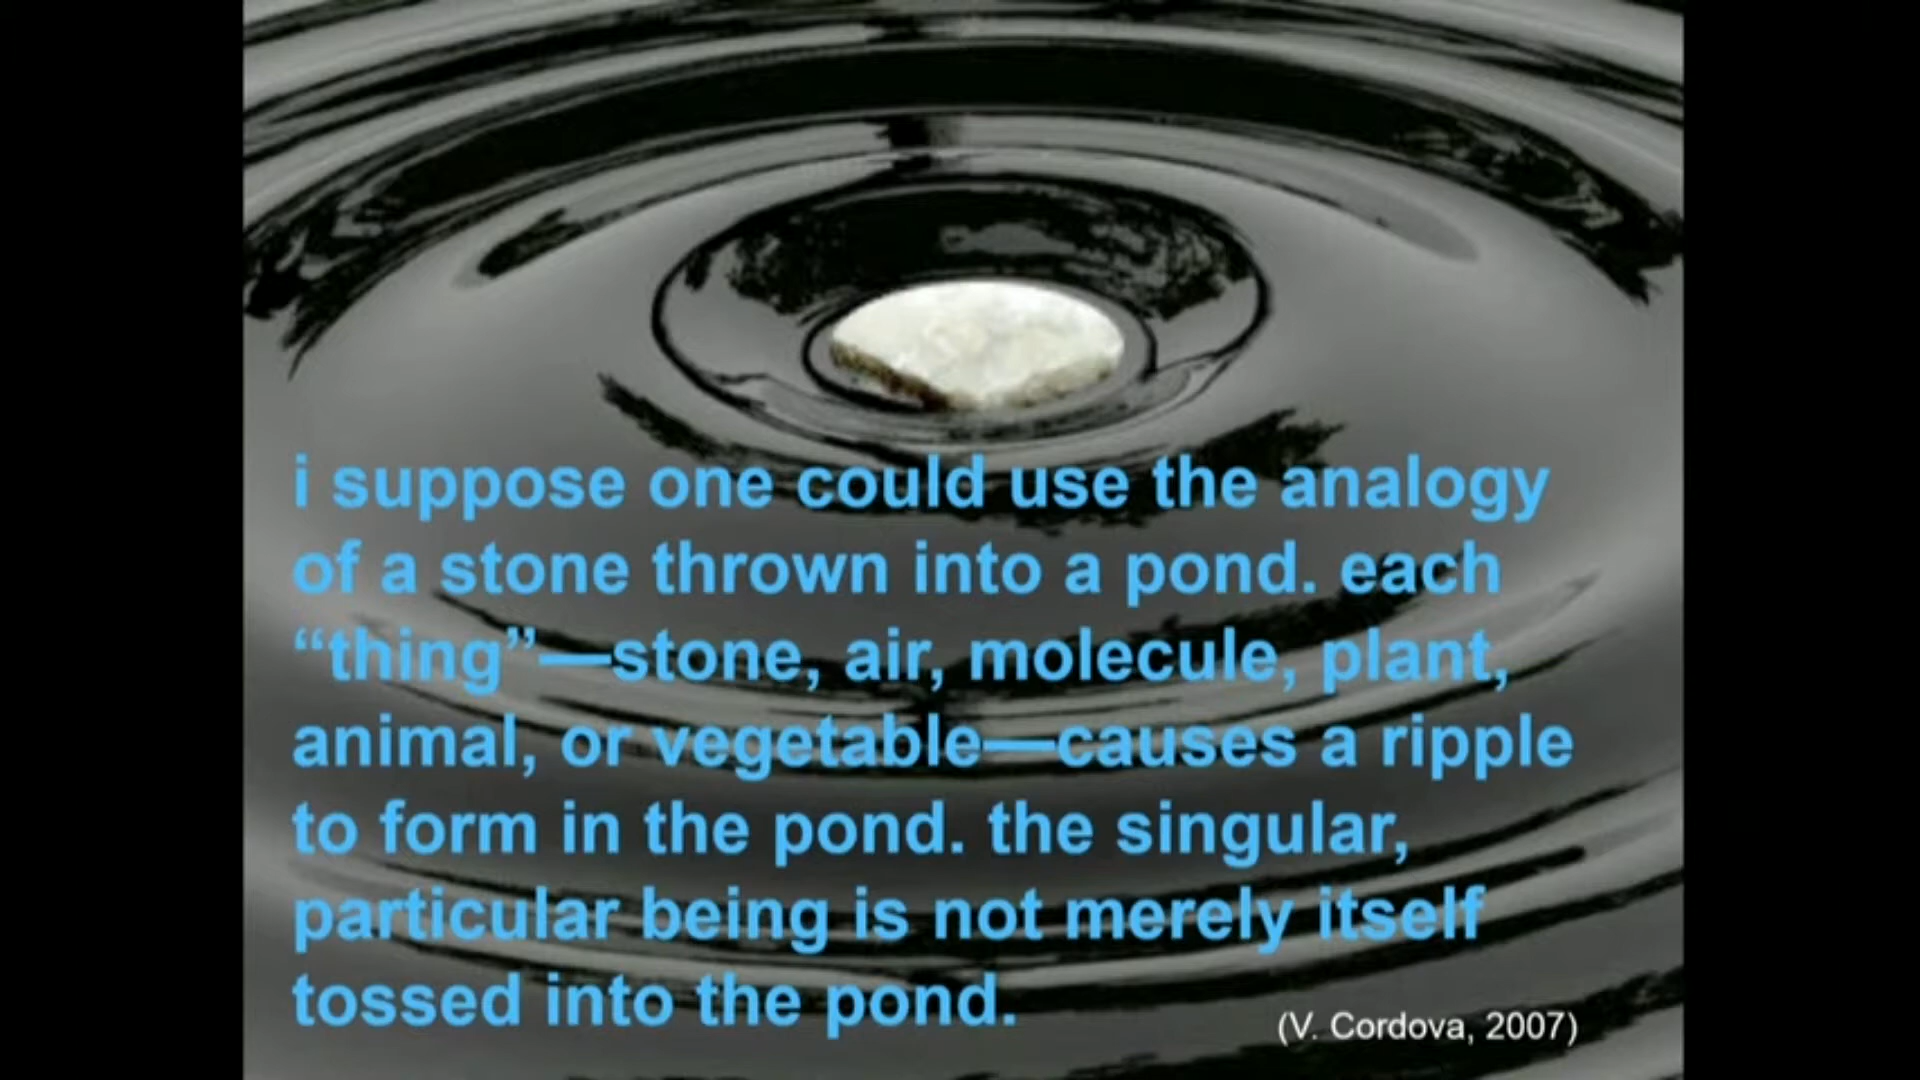 i suppose one could use the analogy
of a stone thrown into a pond. each
“thing”—stone, air, molecule, plant,
animal, or vegetable—causes a ripple
to form in the pond. the singular,
particular being is not merely itself
tossed into the pond.
(V. Cordova, 2007)